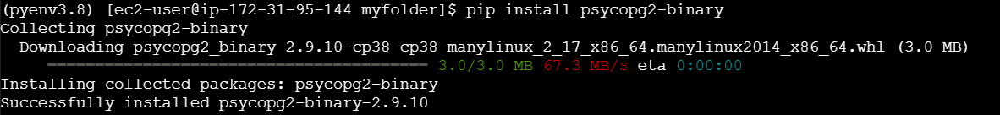 (pyenv3.8) [ec2-user@ip-172-31-95-144 myfolder]$ pip install psycopg2-binary
Collecting psycopg2-binary
  Downloading psycopg2_binary-2.9.10-cp38-cp38-manylinux_2_17_x86_64.manylinux2014_x86_64.whl (3.0 MB)
     ━━━━━━━━━━━━━━━━━━━━━━━━━━━━━━━━━━━━━━━━ 3.0/3.0 MB 67.3 MB/s eta 0:00:00
Installing collected packages: psycopg2-binary
Successfully installed psycopg2-binary-2.9.10